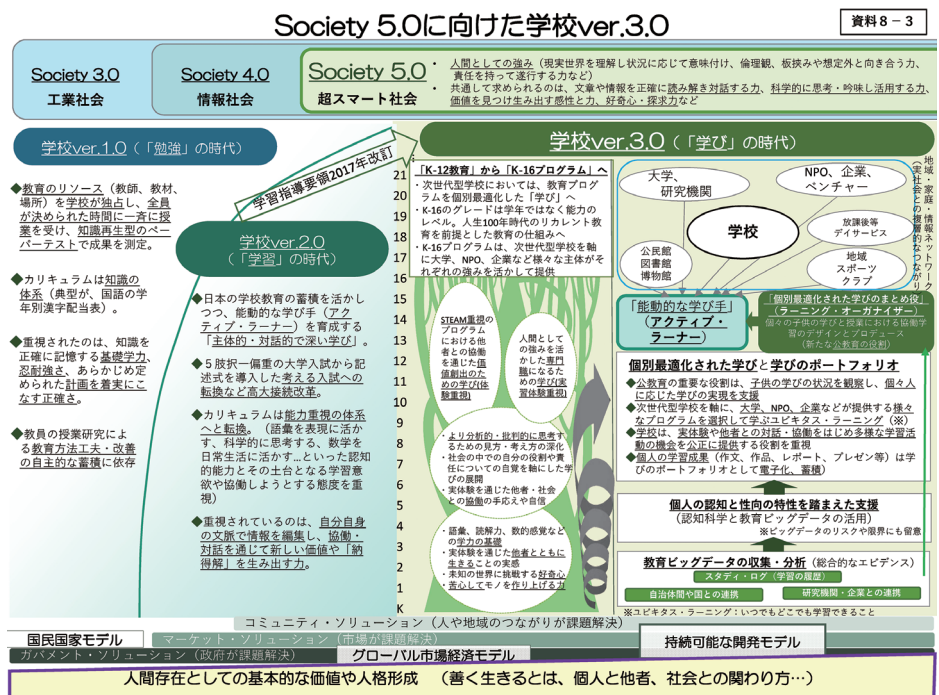 Society 5.0に向けた学校ver.3.0
資料8－3
Society 3.0
工業社会
Society 4.0
情報社会
Society 5.0
超スマート社会
・ 人間としての強み（現実世界を理解し状況に応じて意味付け、倫理観、板挟みや想定外と向き合う力、
責任を持って遂行する力など）
・ 共通して求められるのは、文章や情報を正確に読み解き対話する力、科学的に思考・吟味し活用する力、
価値を見つけ生み出す感性と力、好奇心・探求力など
学校ver.1.0（「勉強」の時代）
◆教育のリソース（教師、教材、
場所）を学校が独占し、全員
が決められた時間に一斉に授
業を受け、知識再生型のペー
パーテストで成果を測定。
◆カリキュラムは知識の
体系（典型が、国語の学
年別漢字配当表）。
◆重視されたのは、知識を
正確に記憶する基礎学力、
忍耐強さ、あらかじめ定
められた計画を着実にこ
なす正確さ。
◆教員の授業研究によ
る教育方法工夫・改善
の自主的な蓄積に依存
学習指導要領2017年改訂
学校ver.2.0
（「学習」の時代）
◆日本の学校教育の蓄積を活かし
つつ、能動的な学び手（アク
ティブ・ラーナー）を育成する
「主体的・対話的で深い学び」。
◆５肢択一偏重の大学入試から記
述式を導入した考える入試への
転換など高大接続改革。
◆カリキュラムは能力重視の体系
へと転換。（語彙を表現に活か
す、科学的に思考する、数学を
日常生活に活かす…といった認知
的能力とその土台となる学習意
欲や協働しようとする態度を重
視）
◆重視されているのは、自分自身
の文脈で情報を編集し、協働・
対話を通じて新しい価値や「納
得解」を生み出す力。
学校ver.3.0（「学び」の時代）
「K-12教育」から「K-16プログラム」へ
・次世代型学校においては、教育プログ
ラムを個別最適化した「学び」へ
・K-16のグレードは学年ではなく能力の
レベル。人生100年時代のリカレント教
育を前提とした教育の仕組みへ
・K-16プログラムは、次世代型学校を軸
に大学、NPO、企業など様々な主体がそ
れぞれの強みを活かして提供
21
20
19
18
17
16
15
14
13
12
11
10
9
8
7
6
5
4
3
2
1
K
STEAM重視の
プログラムに
おける他者と
の協働を通じ
た価値創出の
ための学び(体
験重視)
人間として
の強みを活
かした専門
職になるた
めの学び(実
習体験重視)
・より分析的・批判的に思考す
るための見方・考え方の深化
・社会の中での自分の役割や責
任についての自覚を軸にした学
びの展開
・実体験を通じた他者・社会
との協働の手応えや自信
・語彙、読解力、数的感覚など
の学力の基礎
・実体験を通じた他者とともに
生きることの実感
・未知の世界に挑戦する好奇心
・苦心してモノを作り上げる力
大学、
研究機関
NPO、企業、
ベンチャー
学校
放課後等
デイサービス
公民館
図書館
博物館
地域
スポーツ
クラブ
地域・家庭・情報ネットワーク
（実社会との複層的なつながり）
「能動的な学び手」
（アクティブ・
ラーナー）
「個別最適化された学びのまとめ役」
（ラーニング・オーガナイザー）
個々の子供の学びと授業における協働学
習のデザインとプロデュース
（新たな公教育の役割）
個別最適化された学びと学びのポートフォリオ
◆公教育の重要な役割は、子供の学びの状況を観察し、個々人
に応じた学びの実現を支援
◆次世代型学校を軸に、大学、NPO、企業などが提供する様々
なプログラムを選択して学ぶユビキタス・ラーニング（※）
◆学校は、実体験や他者との対話・協働をはじめ多様な学習活
動の機会を公正に提供する役割を重視
◆個人の学習成果（作文、作品、レポート、プレゼン等）は学
びのポートフォリオとして電子化、蓄積）
個人の認知と性向の特性を踏まえた支援
（認知科学と教育ビッグデータの活用）
※ビッグデータのリスクや限界にも留意
教育ビッグデータの収集・分析（総合的なエビデンス）
スタディ・ログ（学習の履歴）
自治体間や国との連携
研究機関・企業との連携
※ユビキタス・ラーニング：いつでもどこでも学習できること
コミュニティ・ソリューション（人や地域のつながりが課題解決）
国民国家モデル
マーケット・ソリューション（市場が課題解決）
持続可能な開発モデル
ガバメント・ソリューション（政府が課題解決）
グローバル市場経済モデル
人間存在としての基本的な価値や人格形成　（善く生きるとは、個人と他者、社会との関わり方…）